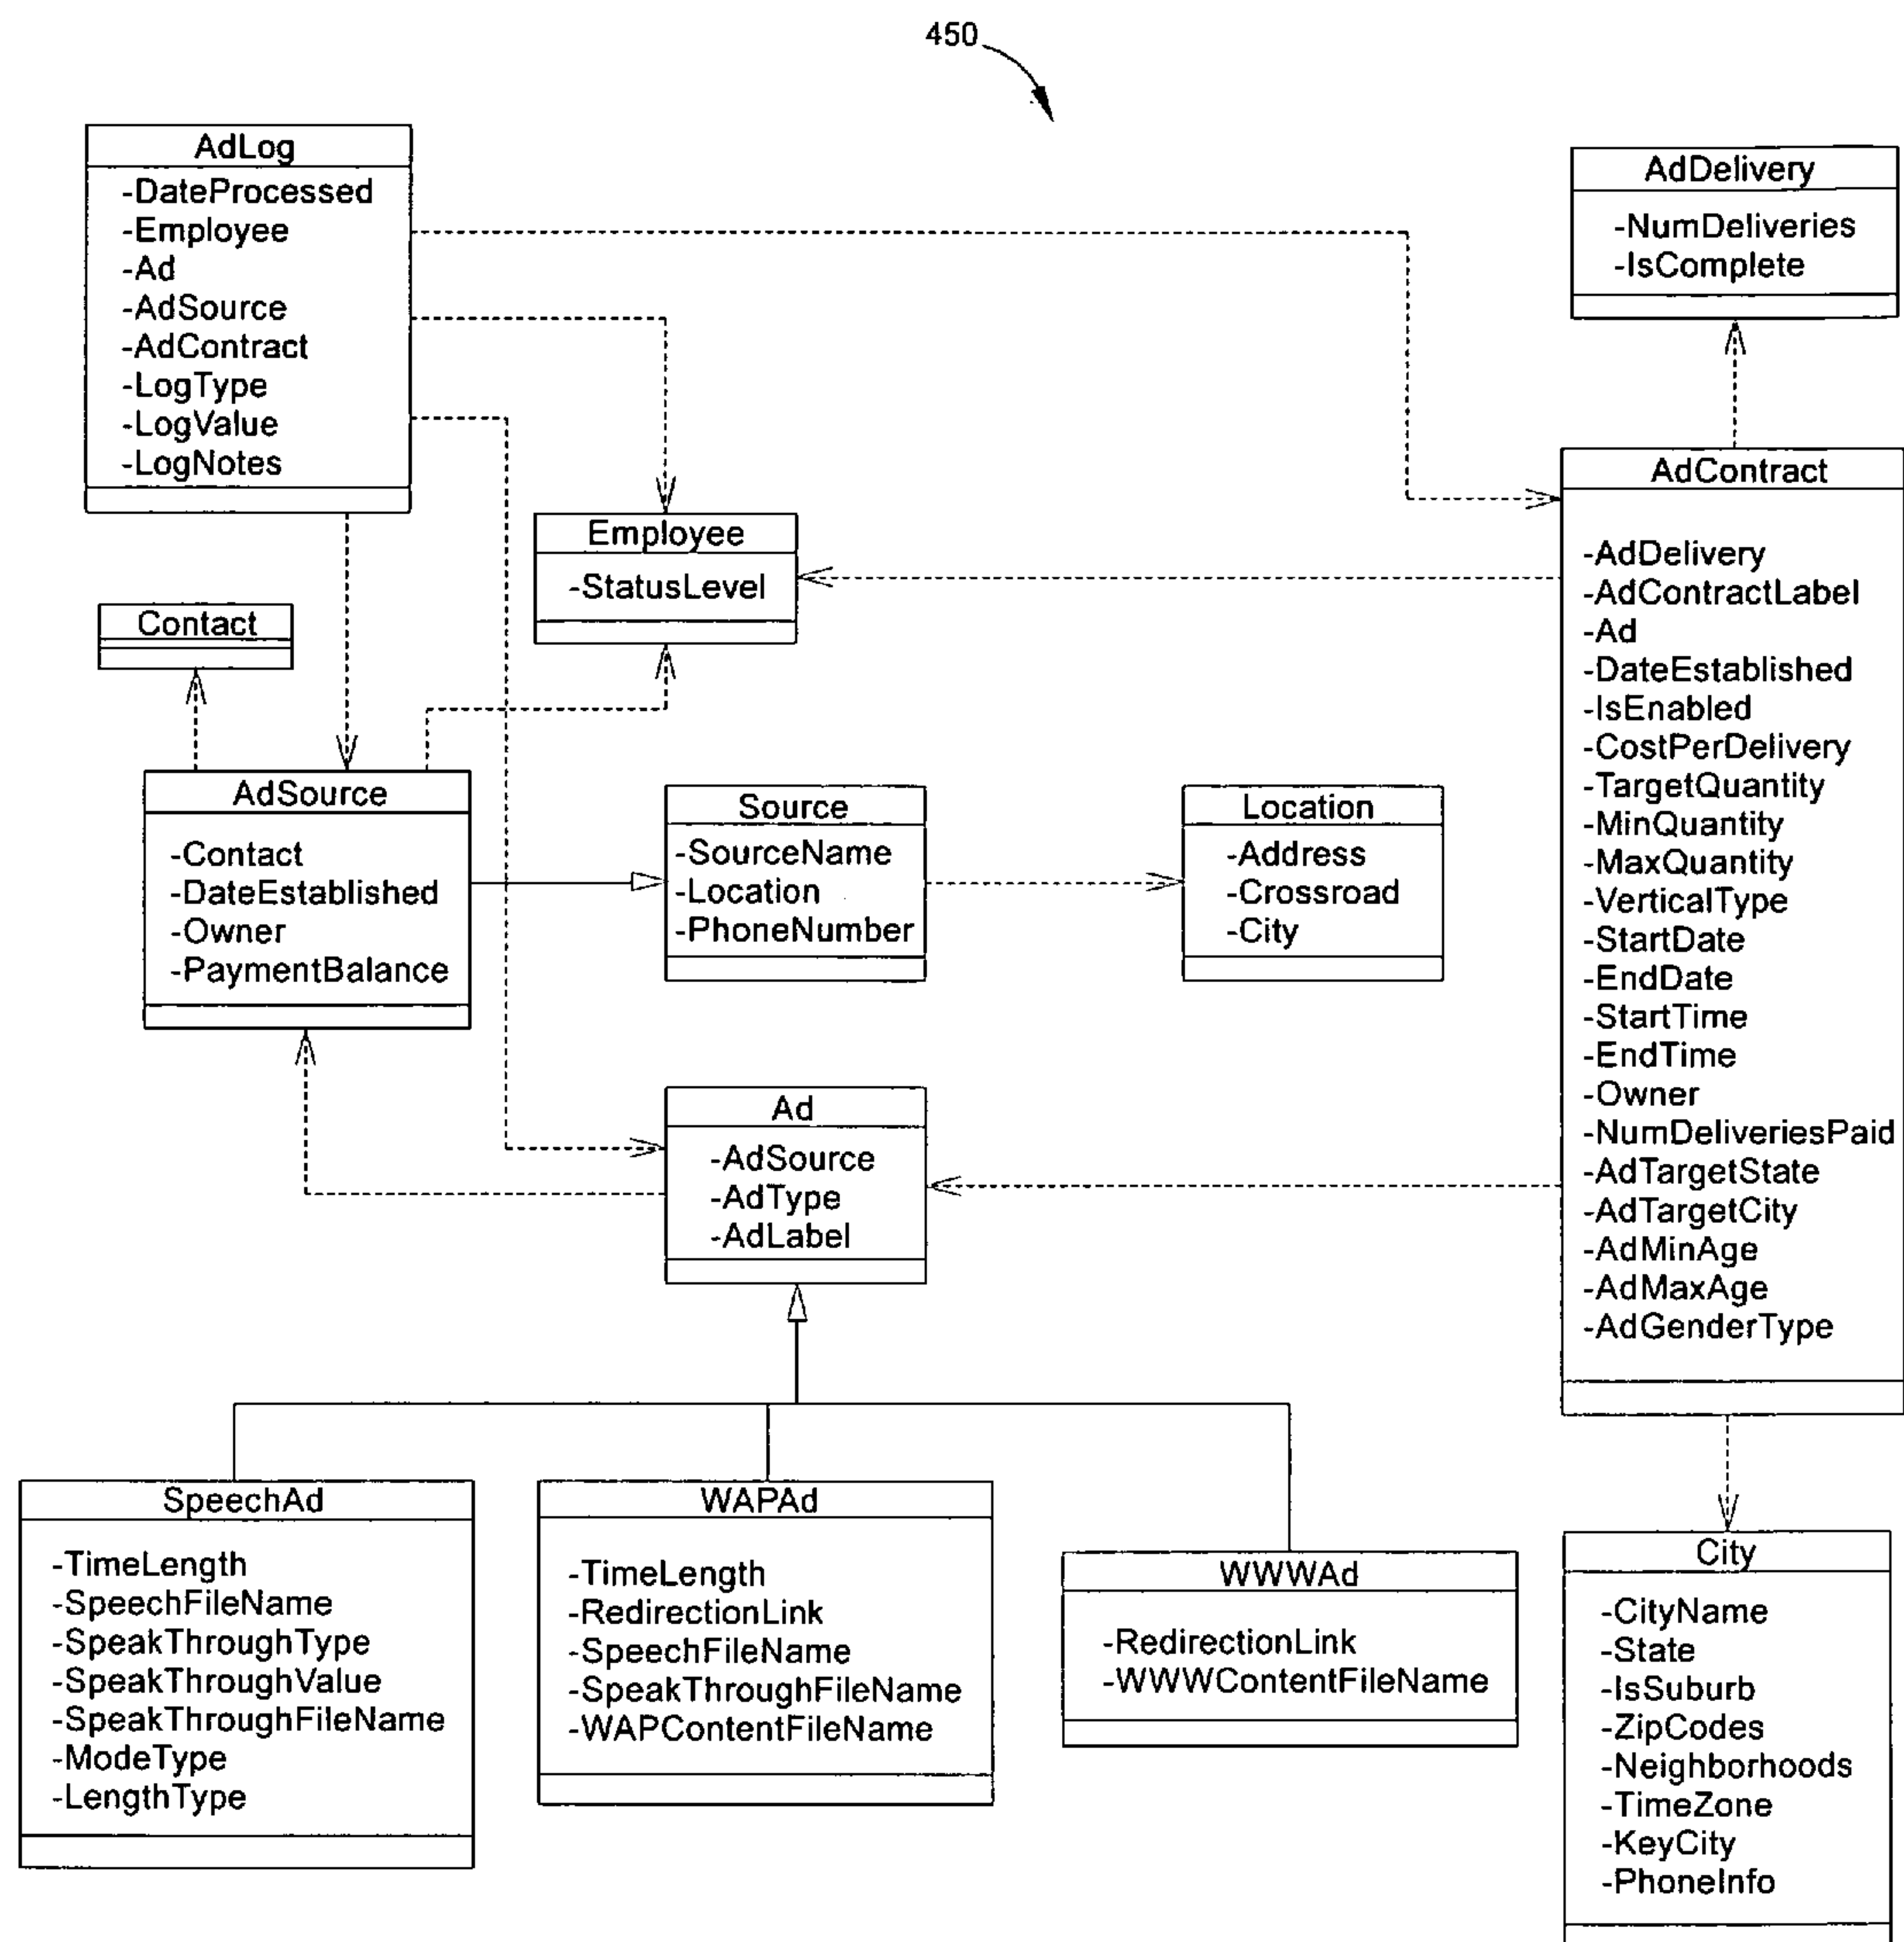 450
AdLog
-DateProcessed
-Employee
-Ad
-AdSource
-AdContract
-LogType
-LogValue
-LogNotes
AdDelivery
-NumDeliveries
-IsComplete
Employee
-StatusLevel
Contact
AdContract
-AdDelivery
-AdContractLabel
-Ad
-DateEstablished
-IsEnabled
-CostPerDelivery
-TargetQuantity
-MinQuantity
-MaxQuantity
-VerticalType
-StartDate
-EndDate
-StartTime
-EndTime
-Owner
-NumDeliveriesPaid
-AdTargetState
-AdTargetCity
-AdMinAge
-AdMaxAge
-AdGenderType
AdSource
-Contact
-DateEstablished
-Owner
-PaymentBalance
Source
-SourceName
-Location
-PhoneNumber
Location
-Address
-Crossroad
-City
Ad
-AdSource
-AdType
-AdLabel
SpeechAd
-TimeLength
-SpeechFileName
-SpeakThroughType
-SpeakThroughValue
-SpeakThroughFileName
-ModeType
-LengthType
WAPAd
-TimeLength
-RedirectionLink
-SpeechFileName
-SpeakThroughFileName
-WAPContentFileName
WWWAd
-RedirectionLink
-WWWContentFileName
City
-CityName
-State
-IsSuburb
-ZipCodes
-Neighborhoods
-TimeZone
-KeyCity
-PhoneInfo